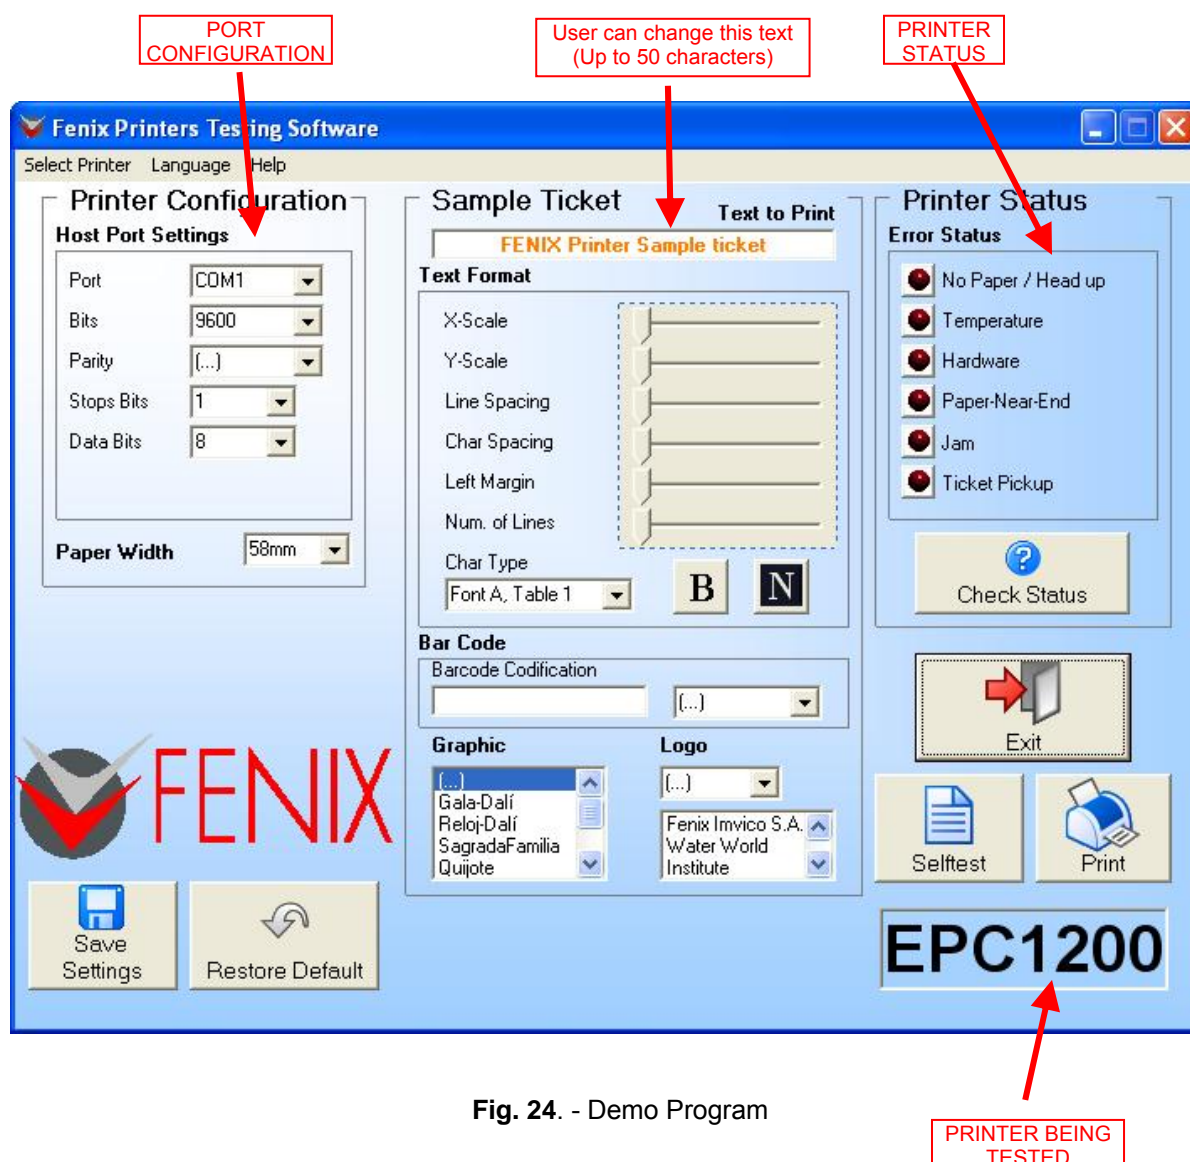 PORT
CONFIGURATION
User can change this text
(Up to 50 characters)
PRINTER
STATUS
Fenix Printers Testing Software
Select Printer Language Help
Printer Configuration
Host Port Settings
Port COM1
Bits 9600
Parity (...)
Stops Bits 1
Data Bits 8
Paper Width 58mm
Sample Ticket
Text to Print
FENIX Printer Sample ticket
Text Format
X-Scale
Y-Scale
Line Spacing
Char Spacing
Left Margin
Num. of Lines
Char Type
Font A, Table 1
B N
Bar Code
Barcode Codification
(...)
Graphic
(...)
Gala-Dalí
Reloj-Dalí
SagradaFamilia
Quijote
Logo
(...)
Fenix Imvico S.A.
Water World
Institute
Printer Status
Error Status
No Paper / Head up
Temperature
Hardware
Paper-Near-End
Jam
Ticket Pickup
? Check Status
Exit
Selftest
Print
FENIX
Save
Settings
Restore Default
EPC1200
Fig. 24. - Demo Program
PRINTER BEING
TESTED